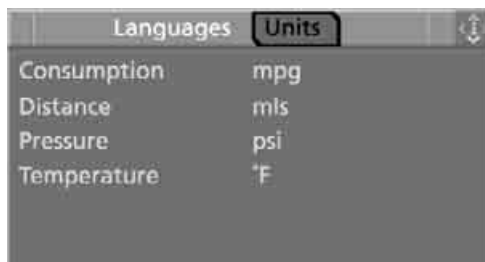 Languages Units
Consumption mpg
Distance mls
Pressure psi
Temperature °F